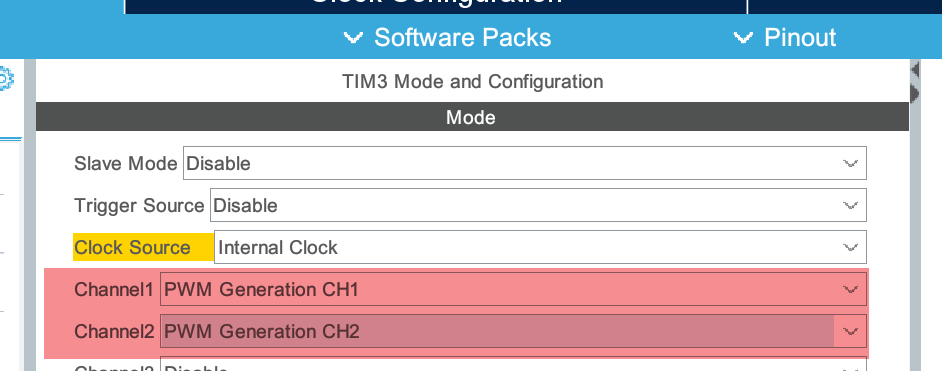 Clock Configuration
Software Packs Pinout
TIM3 Mode and Configuration
Mode
Slave Mode Disable
Trigger Source Disable
Clock Source Internal Clock
Channel1 PWM Generation CH1
Channel2 PWM Generation CH2
Channel3 Disable